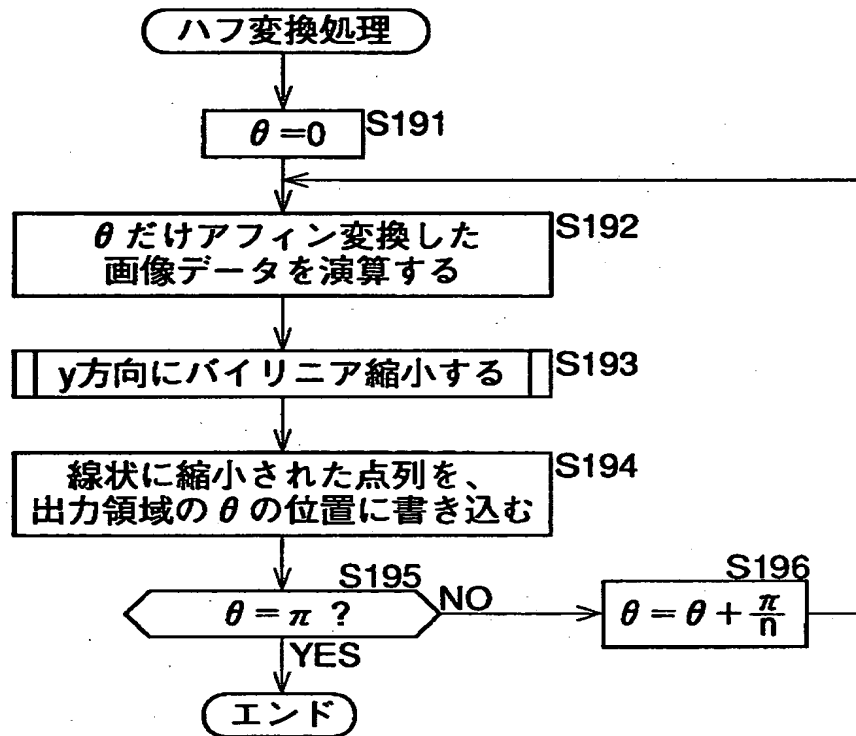 ハフ変換処理
θ=0
S191
θだけアフィン変換した
画像データを演算する
S192
y方向にバイリニア縮小する
S193
線状に縮小された点列を、
出力領域のθの位置に書き込む
S194
S195
θ=π ?
NO
YES
S196
θ=θ+π/n
エンド